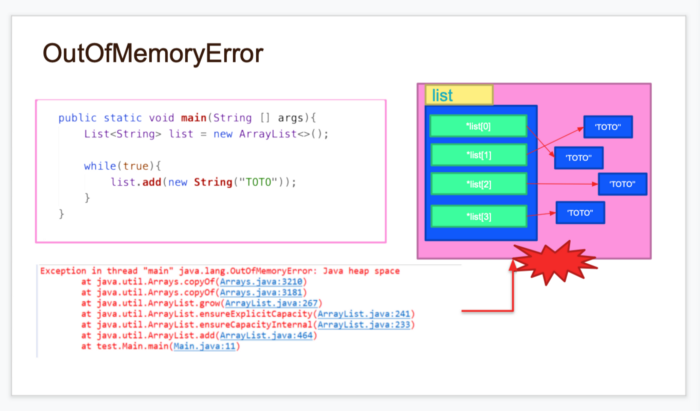 OutOfMemoryError
public static void main(String [] args){
List<String> list = new ArrayList<>();
while(true){
list.add(new String("TOTO"));
}
}
list
"list[0]
"list[1]
"list[2]
"list[3]
"TOTO"
"TOTO"
"TOTO"
"TOTO"
Exception in thread "main" java.lang.OutOfMemoryError: Java heap space
at java.util.Arrays.copyOf(Arrays.java:3210)
at java.util.Arrays.copyOf(Arrays.java:3181)
at java.util.ArrayList.grow(ArrayList.java:267)
at java.util.ArrayList.ensureExplicitCapacity(ArrayList.java:241)
at java.util.ArrayList.ensureCapacityInternal(ArrayList.java:233)
at java.util.ArrayList.add(ArrayList.java:464)
at test.Main.main(Main.java:11)